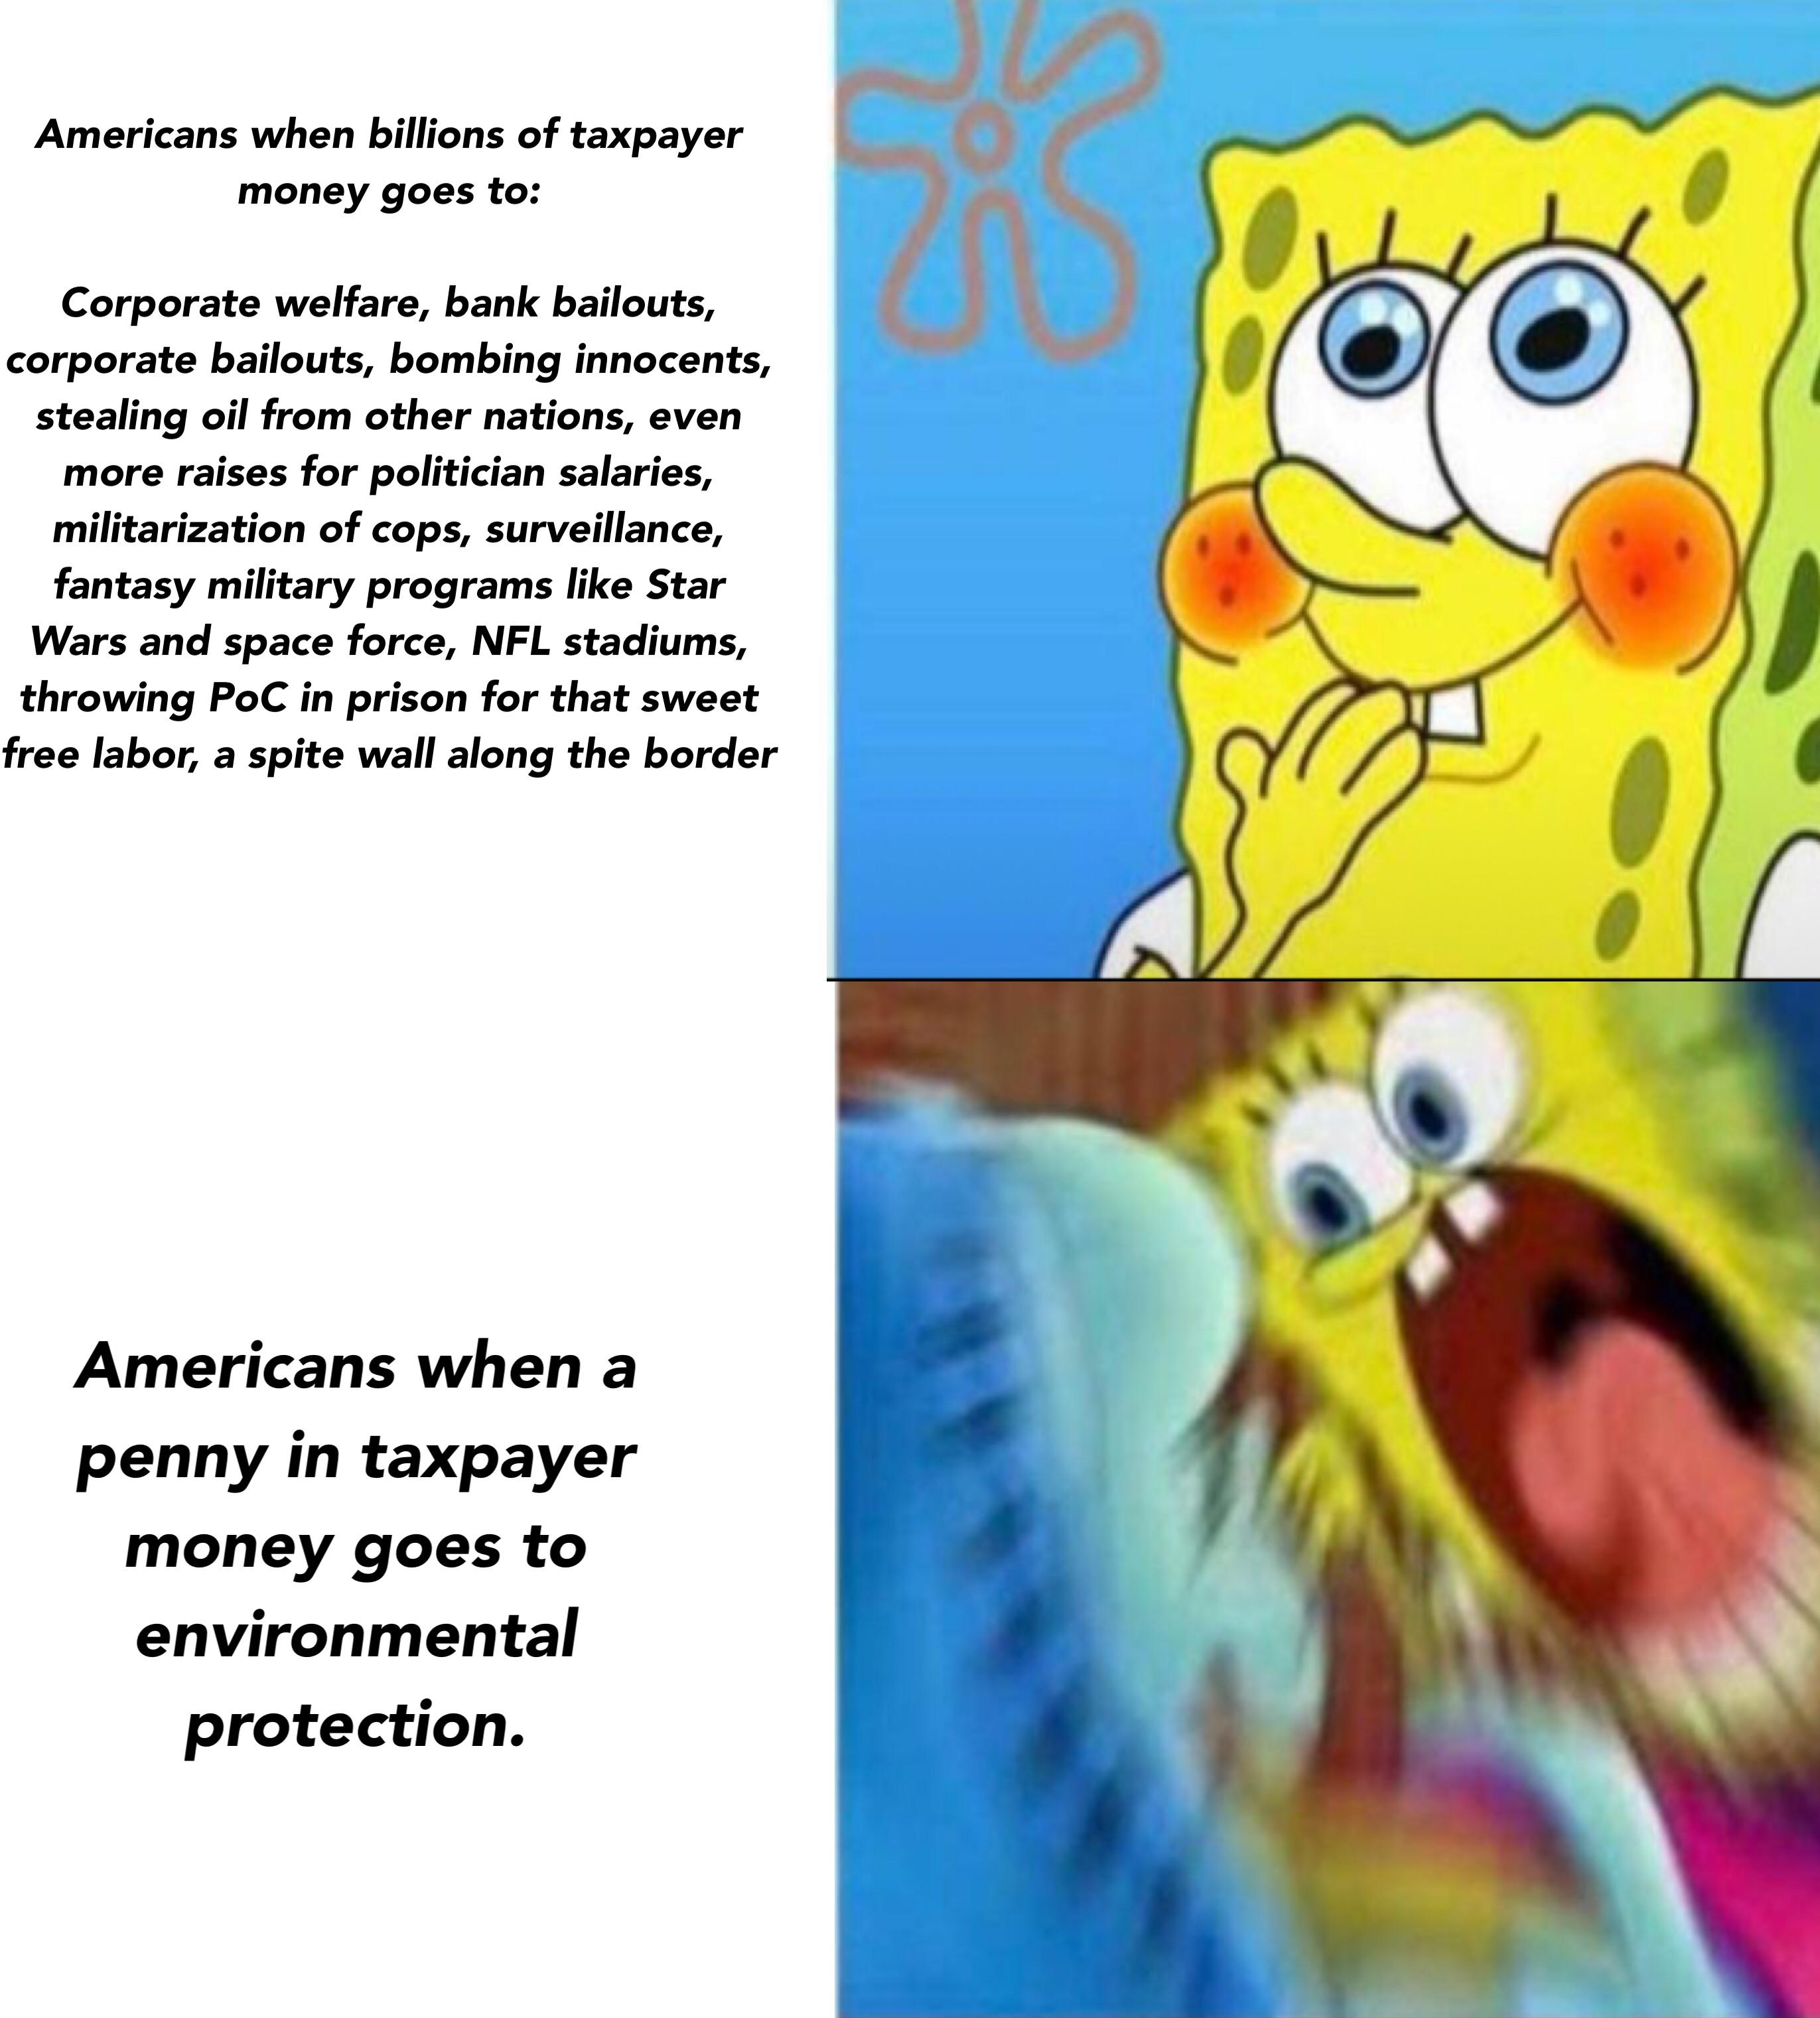 Americans when billions of taxpayer
money goes to:
Corporate welfare, bank bailouts,
corporate bailouts, bombing innocents,
stealing oil from other nations, even
more raises for politician salaries,
militarization of cops, surveillance,
fantasy military programs like Star
Wars and space force, NFL stadiums,
throwing PoC in prison for that sweet
free labor, a spite wall along the border
Americans when a
penny in taxpayer
money goes to
environmental
protection.